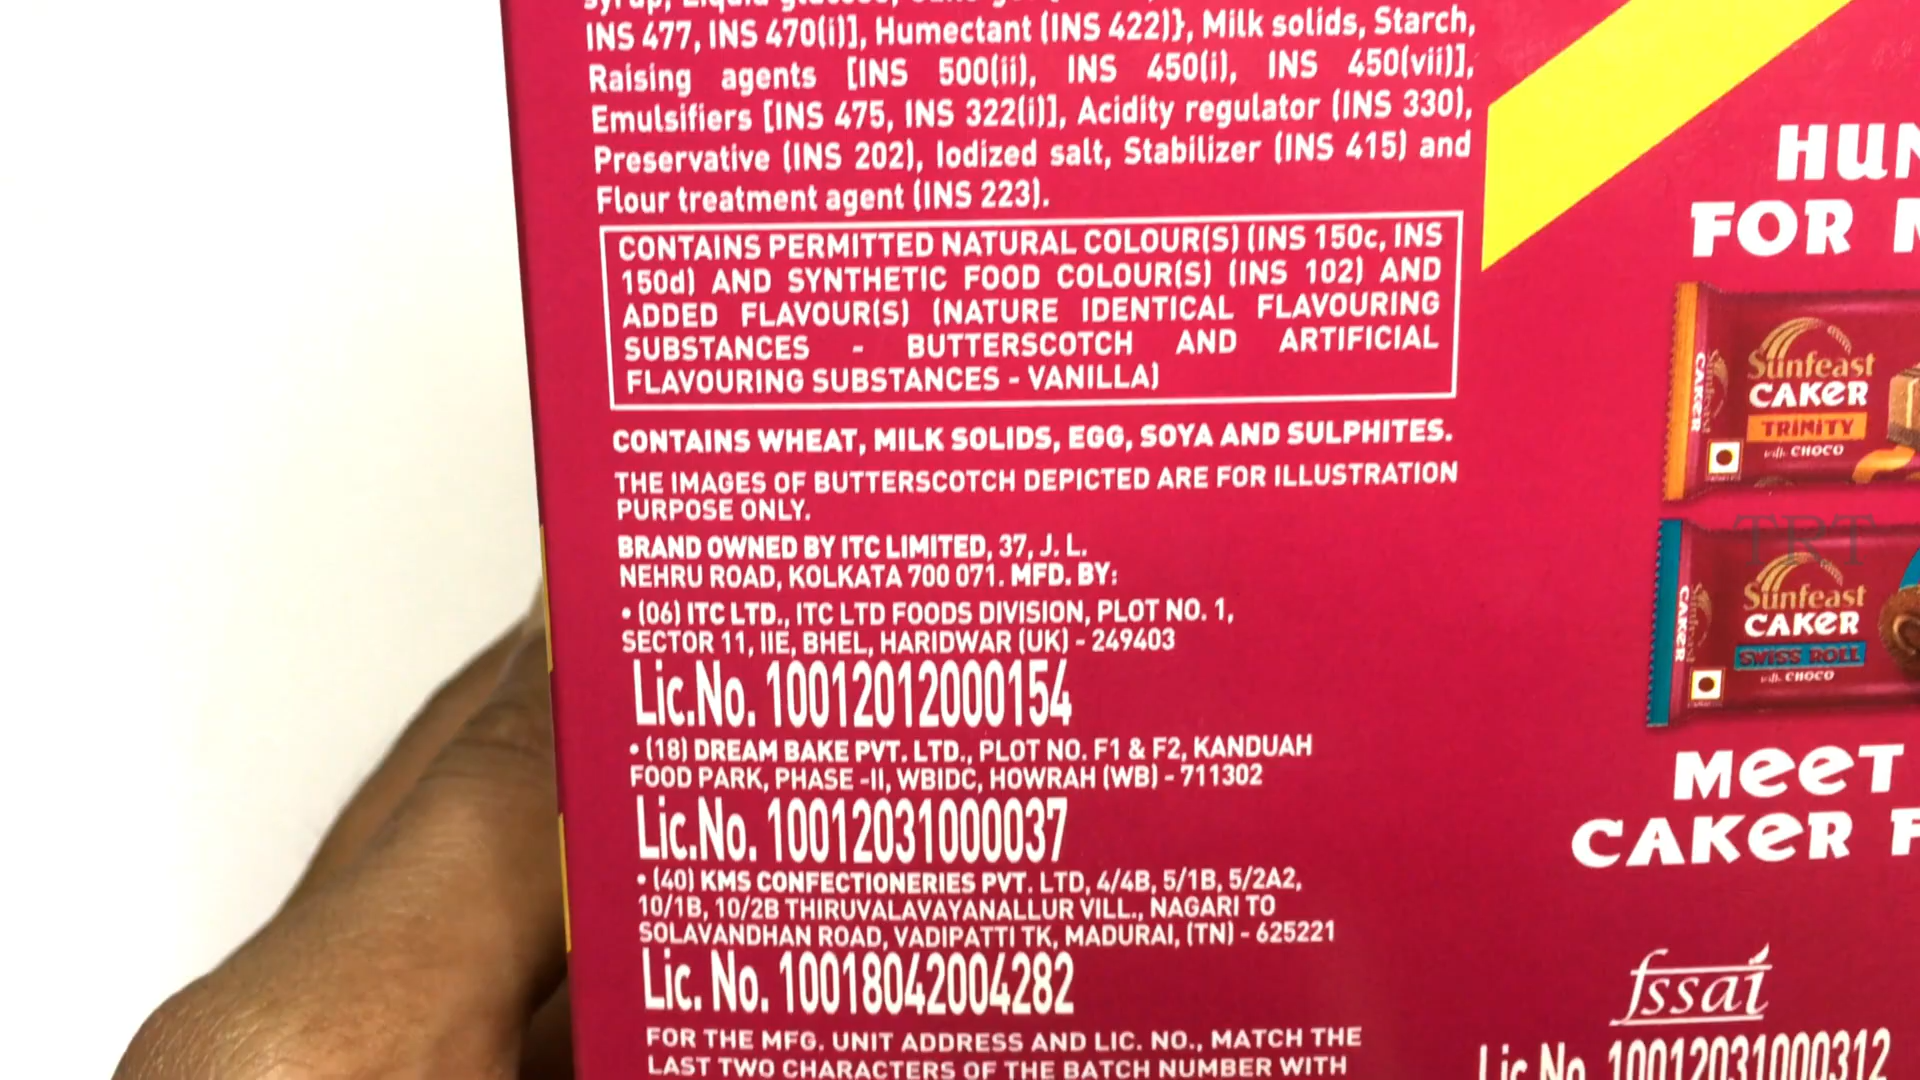 INS 477, INS 470(i)], Humectant (INS 422)}, Milk solids, Starch,
Raising agents [INS 500(ii), INS 450(i), INS 450(vii)],
Emulsifiers [INS 475, INS 322(i)], Acidity regulator (INS 330),
Preservative (INS 202), Iodized salt, Stabilizer (INS 415) and
Flour treatment agent (INS 223).
CONTAINS PERMITTED NATURAL COLOUR(S) (INS 150c, INS
150d) AND SYNTHETIC FOOD COLOUR(S) (INS 102) AND
ADDED FLAVOUR(S) (NATURE IDENTICAL FLAVOURING
SUBSTANCES - BUTTERSCOTCH AND ARTIFICIAL
FLAVOURING SUBSTANCES - VANILLA)
CONTAINS WHEAT, MILK SOLIDS, EGG, SOYA AND SULPHITES.
THE IMAGES OF BUTTERSCOTCH DEPICTED ARE FOR ILLUSTRATION
PURPOSE ONLY.
BRAND OWNED BY ITC LIMITED, 37, J. L.
NEHRU ROAD, KOLKATA 700 071. MFD. BY:
• (06) ITC LTD., ITC LTD FOODS DIVISION, PLOT NO. 1,
SECTOR 11, IIE, BHEL, HARIDWAR (UK) - 249403
Lic.No. 10012012000154
• (18) DREAM BAKE PVT. LTD., PLOT NO. F1 & F2, KANDUAH
FOOD PARK, PHASE -II, WBIDC, HOWRAH (WB) - 711302
Lic.No. 10012031000037
• (40) KMS CONFECTIONERIES PVT. LTD, 4/4B, 5/1B, 5/2A2,
10/1B, 10/2B THIRUVALAVAYANALLUR VILL., NAGARI TO
SOLAVANDHAN ROAD, VADIPATTI TK, MADURAI, (TN) - 625221
Lic. No. 10018042004282
FOR THE MFG. UNIT ADDRESS AND LIC. NO., MATCH THE
LAST TWO CHARACTERS OF THE BATCH NUMBER WITH
HUN
FOR
Sunfeast
CAKER
TRINITY
with CHOCO
CAKER
TRT
Sunfeast
CAKER
SWISS ROLL
with CHOCO
CAKER
MEET
CAKER F
fssai
Lic No. 10012031000312